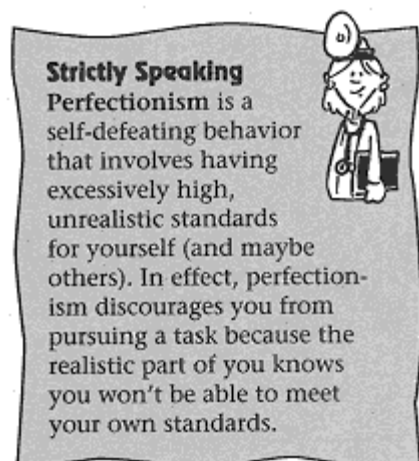 Strictly Speaking
Perfectionism is a
self-defeating behavior
that involves having
excessively high,
unrealistic standards
for yourself (and maybe
others). In effect, perfection-
ism discourages you from
pursuing a task because the
realistic part of you knows
you won't be able to meet
your own standards.